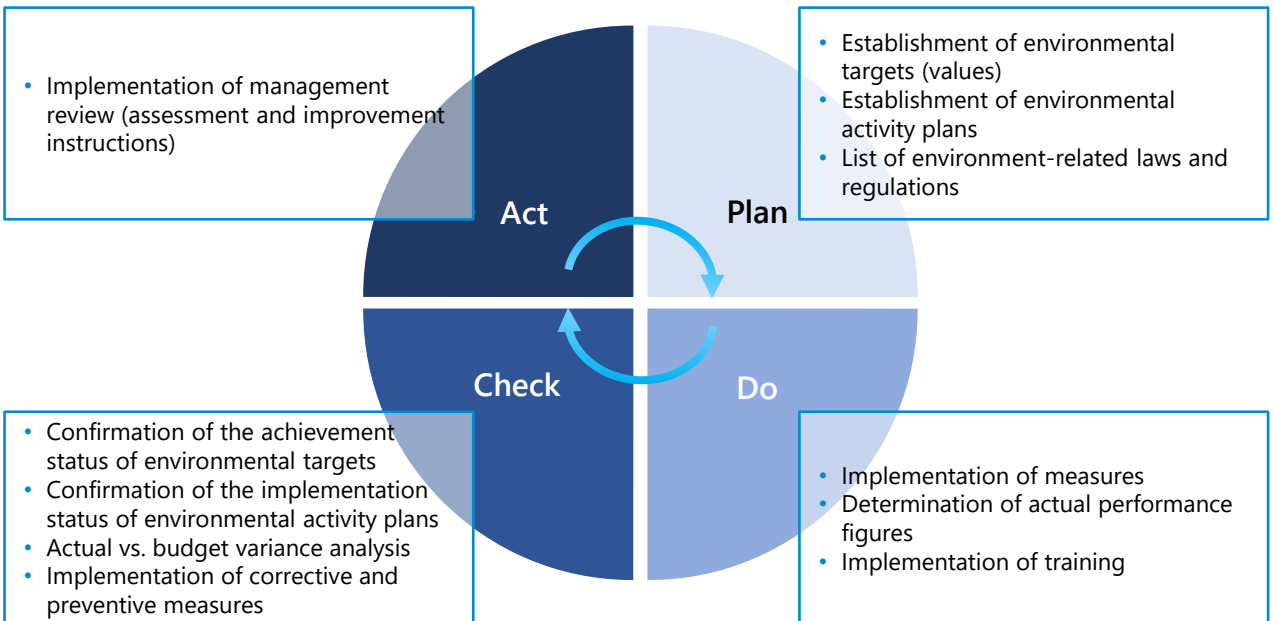 • Implementation of management
review (assessment and improvement
instructions)
• Establishment of environmental
targets (values)
• Establishment of environmental
activity plans
• List of environment-related laws and
regulations
Act
Plan
Check
Do
• Confirmation of the achievement
status of environmental targets
• Confirmation of the implementation
status of environmental activity plans
• Actual vs. budget variance analysis
• Implementation of corrective and
preventive measures
• Implementation of measures
• Determination of actual performance
figures
• Implementation of training